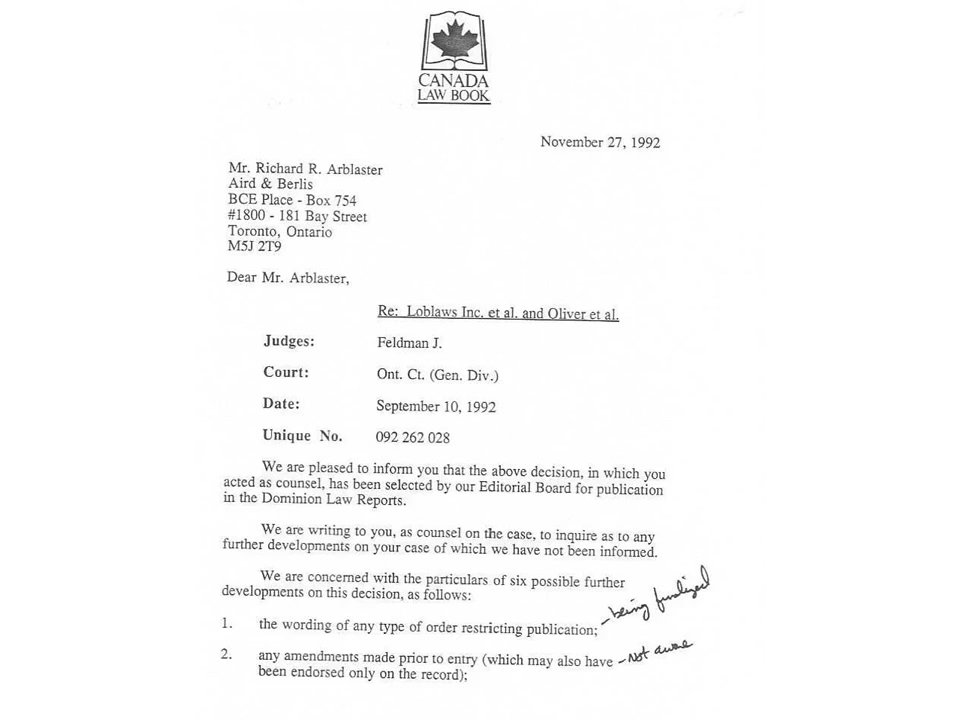 CANADA
LAW BOOK
November 27, 1992
Mr. Richard R. Arblaster
Aird & Berlis
BCE Place - Box 754
#1800 - 181 Bay Street
Toronto, Ontario
M5J 2T9
Dear Mr. Arblaster,
Re: Loblaws Inc. et al. and Oliver et al.
Judges: Feldman J.
Court: Ont. Ct. (Gen. Div.)
Date: September 10, 1992
Unique No. 092 262 028
We are pleased to inform you that the above decision, in which you
acted as counsel, has been selected by our Editorial Board for publication
in the Dominion Law Reports.
We are writing to you, as counsel on the case, to inquire as to any
further developments on your case of which we have not been informed.
We are concerned with the particulars of six possible further
developments on this decision, as follows:
1. the wording of any type of order restricting publication; - being finalized
2. any amendments made prior to entry (which may also have - Not aware
been endorsed only on the record);